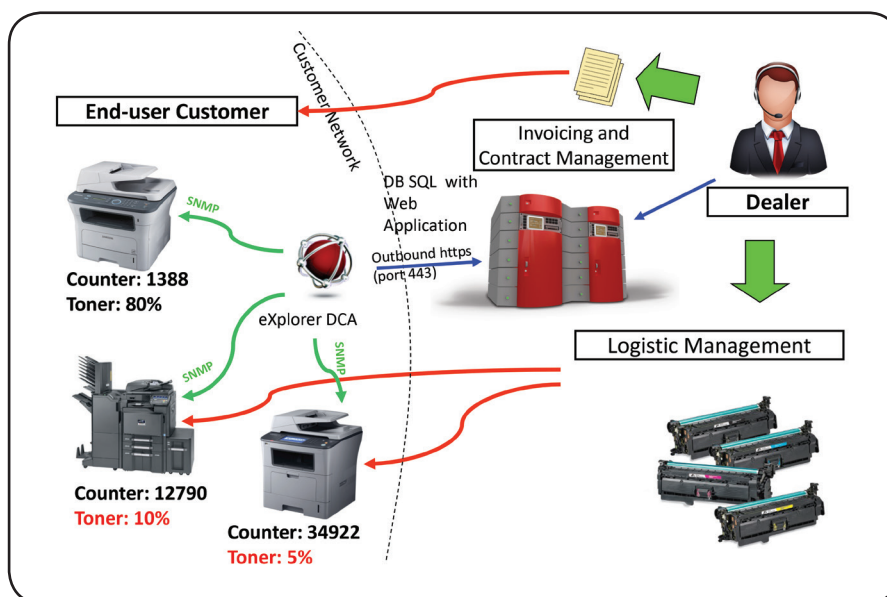 Customer Network
End-user Customer
Invoicing and
Contract Management
Dealer
SNMP
Counter: 1388
Toner: 80%
DB SQL with
Web
Application
Outbound https
(port 443)
eXplorer DCA
SNMP
SNMP
Logistic Management
Counter: 12790
Toner: 10%
Counter: 34922
Toner: 5%